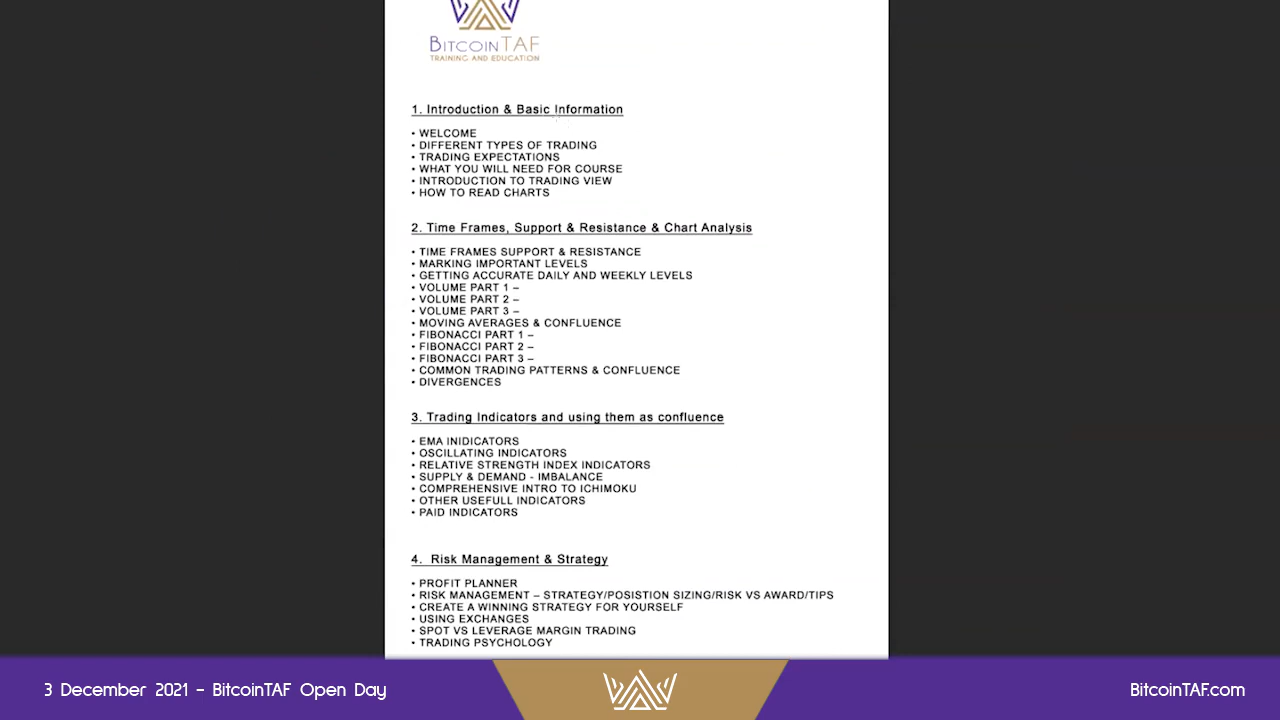 BITCOINTAF
TRAINING AND EDUCATION
1. Introduction & Basic Information
• WELCOME
• DIFFERENT TYPES OF TRADING
• TRADING EXPECTATIONS
• WHAT YOU WILL NEED FOR COURSE
• INTRODUCTION TO TRADING VIEW
• HOW TO READ CHARTS
2. Time Frames, Support & Resistance & Chart Analysis
• TIME FRAMES SUPPORT & RESISTANCE
• MARKING IMPORTANT LEVELS
• GETTING ACCURATE DAILY AND WEEKLY LEVELS
• VOLUME PART 1 –
• VOLUME PART 2 –
• VOLUME PART 3 –
• MOVING AVERAGES & CONFLUENCE
• FIBONACCI PART 1 –
• FIBONACCI PART 2 –
• FIBONACCI PART 3 –
• COMMON TRADING PATTERNS & CONFLUENCE
• DIVERGENCES
3. Trading Indicators and using them as confluence
• EMA INIDICATORS
• OSCILLATING INDICATORS
• RELATIVE STRENGTH INDEX INDICATORS
• SUPPLY & DEMAND - IMBALANCE
• COMPREHENSIVE INTRO TO ICHIMOKU
• OTHER USEFULL INDICATORS
• PAID INDICATORS
4. Risk Management & Strategy
• PROFIT PLANNER
• RISK MANAGEMENT – STRATEGY/POSISTION SIZING/RISK VS AWARD/TIPS
• CREATE A WINNING STRATEGY FOR YOURSELF
• USING EXCHANGES
• SPOT VS LEVERAGE MARGIN TRADING
• TRADING PSYCHOLOGY
3 December 2021 - BitcoinTAF Open Day
BitcoinTAF.com